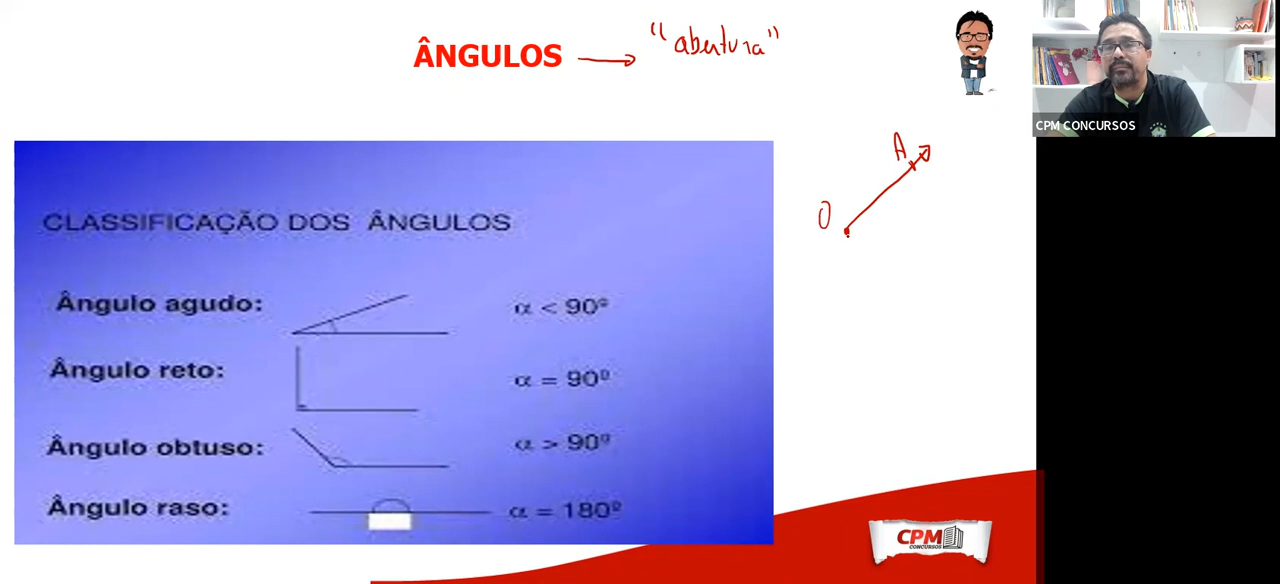 ÂNGULOS → "abertura"
CPM CONCURSOS
A
O
CLASSIFICAÇÃO DOS ÂNGULOS
Ângulo agudo: α < 90º
Ângulo reto: α = 90º
Ângulo obtuso: α > 90º
Ângulo raso: α = 180º
CPM
CONCURSOS